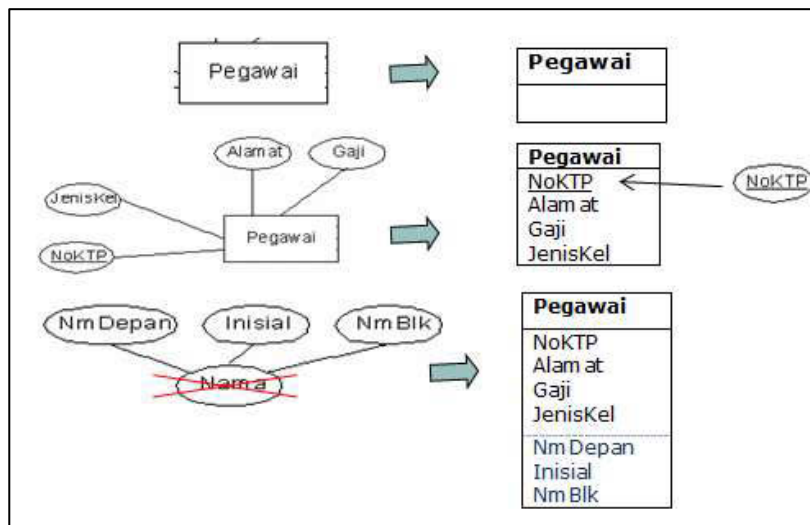 Pegawai
Pegawai
Alamat
Gaji
JenisKel
NoKTP
Pegawai
Pegawai
NoKTP
Alamat
Gaji
JenisKel
NoKTP
NmDepan
Inisial
NmBlk
Nama
Pegawai
NoKTP
Alamat
Gaji
JenisKel
NmDepan
Inisial
NmBlk